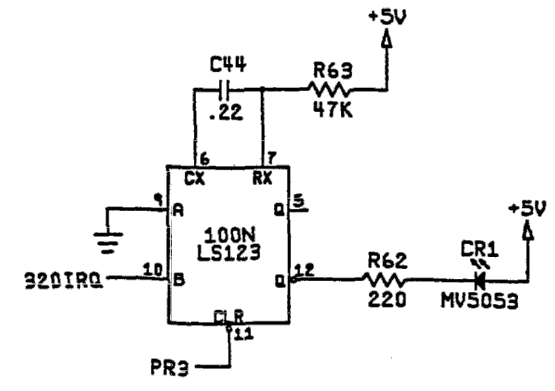 +5V
C44
R63
.22
47K
6
7
CX
RX
9
A
Q
5
+5V
100N
LS123
R62
CR1
320IRQ
10
B
Q
12
220
MV5053
CLR
11
PR3